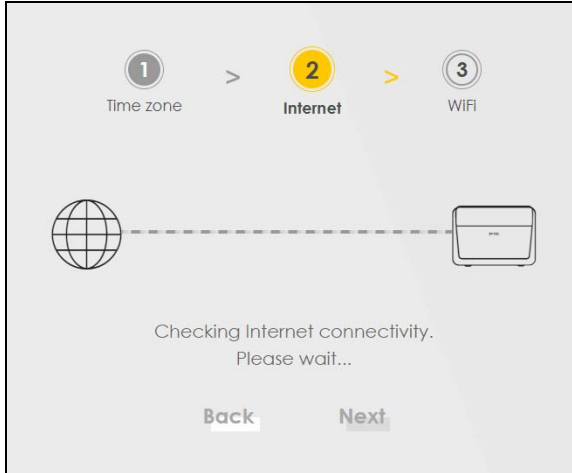 1 > 2 > 3
Time zone Internet WiFi
Checking Internet connectivity.
Please wait...
Back Next